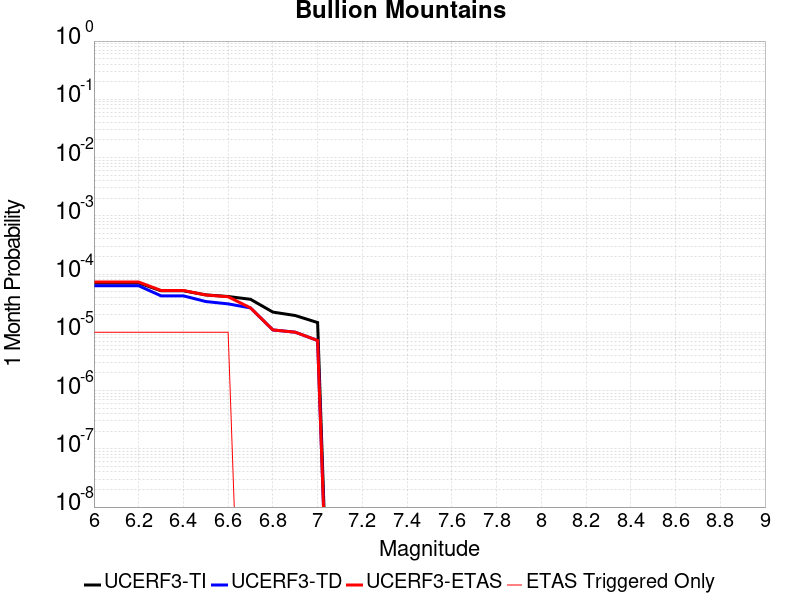 Bullion Mountains
1 Month Probability
10^0
10^-1
10^-2
10^-3
10^-4
10^-5
10^-6
10^-7
10^-8
6 6.2 6.4 6.6 6.8 7 7.2 7.4 7.6 7.8 8 8.2 8.4 8.6 8.8 9
Magnitude
UCERF3-TI UCERF3-TD UCERF3-ETAS ETAS Triggered Only